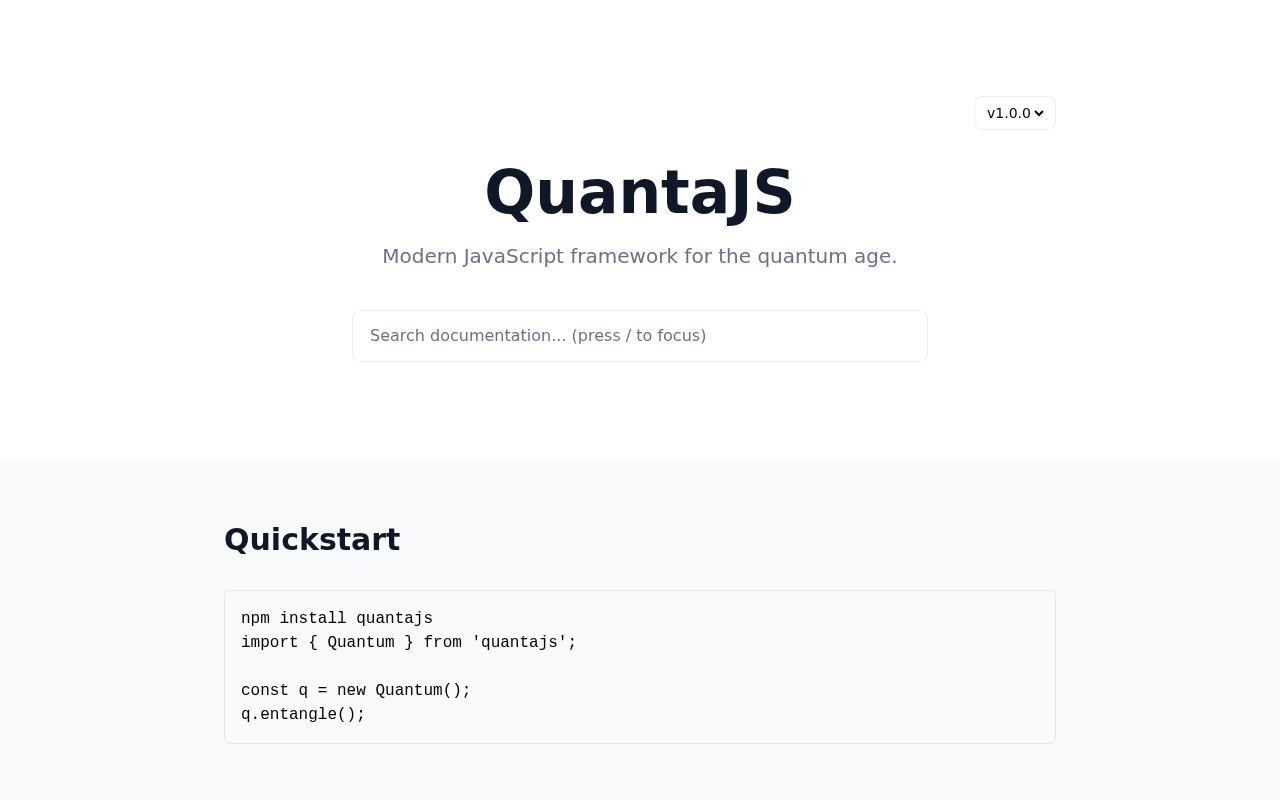 v1.0.0
QuantaJS
Modern JavaScript framework for the quantum age.
Search documentation... (press / to focus)
Quickstart
npm install quantajs
import { Quantum } from 'quantajs';
const q = new Quantum();
q.entangle();